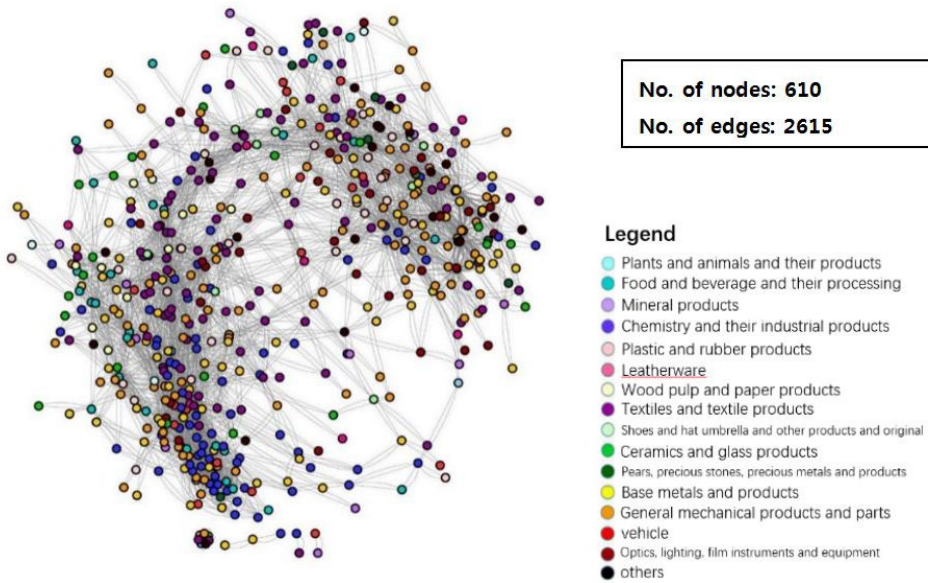 No. of nodes: 610
No. of edges: 2615
Legend
Plants and animals and their products
Food and beverage and their processing
Mineral products
Chemistry and their industrial products
Plastic and rubber products
Leatherware
Wood pulp and paper products
Textiles and textile products
Shoes and hat umbrella and other products and original
Ceramics and glass products
Pears, precious stones, precious metals and products
Base metals and products
General mechanical products and parts
vehicle
Optics, lighting, film instruments and equipment
others